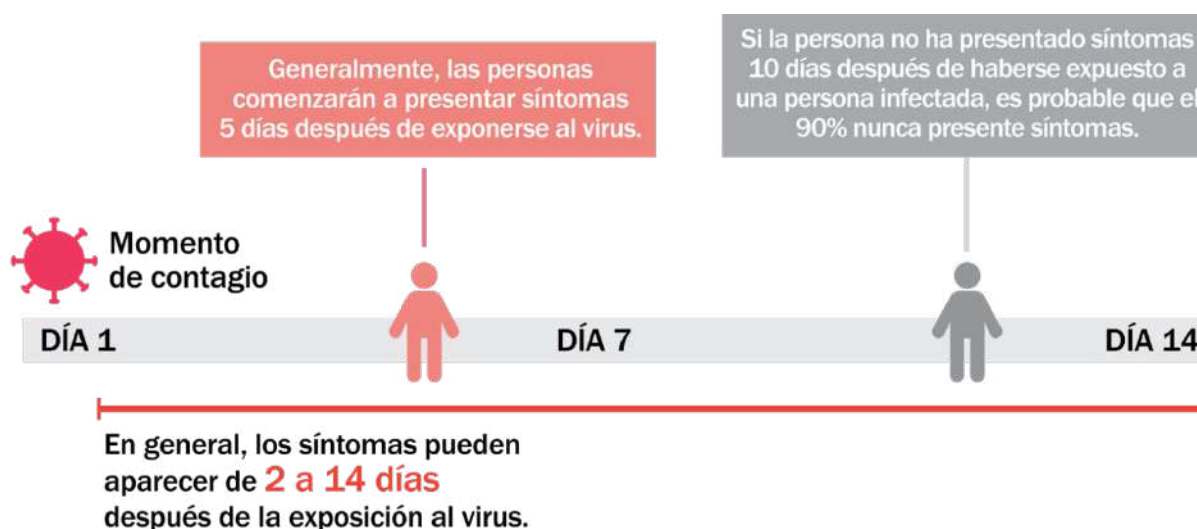 Generalmente, las personas
comenzarán a presentar síntomas
5 días después de exponerse al virus.
Si la persona no ha presentado síntomas
10 días después de haberse expuesto a
una persona infectada, es probable que el
90% nunca presente síntomas.
Momento
de contagio
DÍA 1
DÍA 7
DÍA 14
En general, los síntomas pueden
aparecer de 2 a 14 días
después de la exposición al virus.